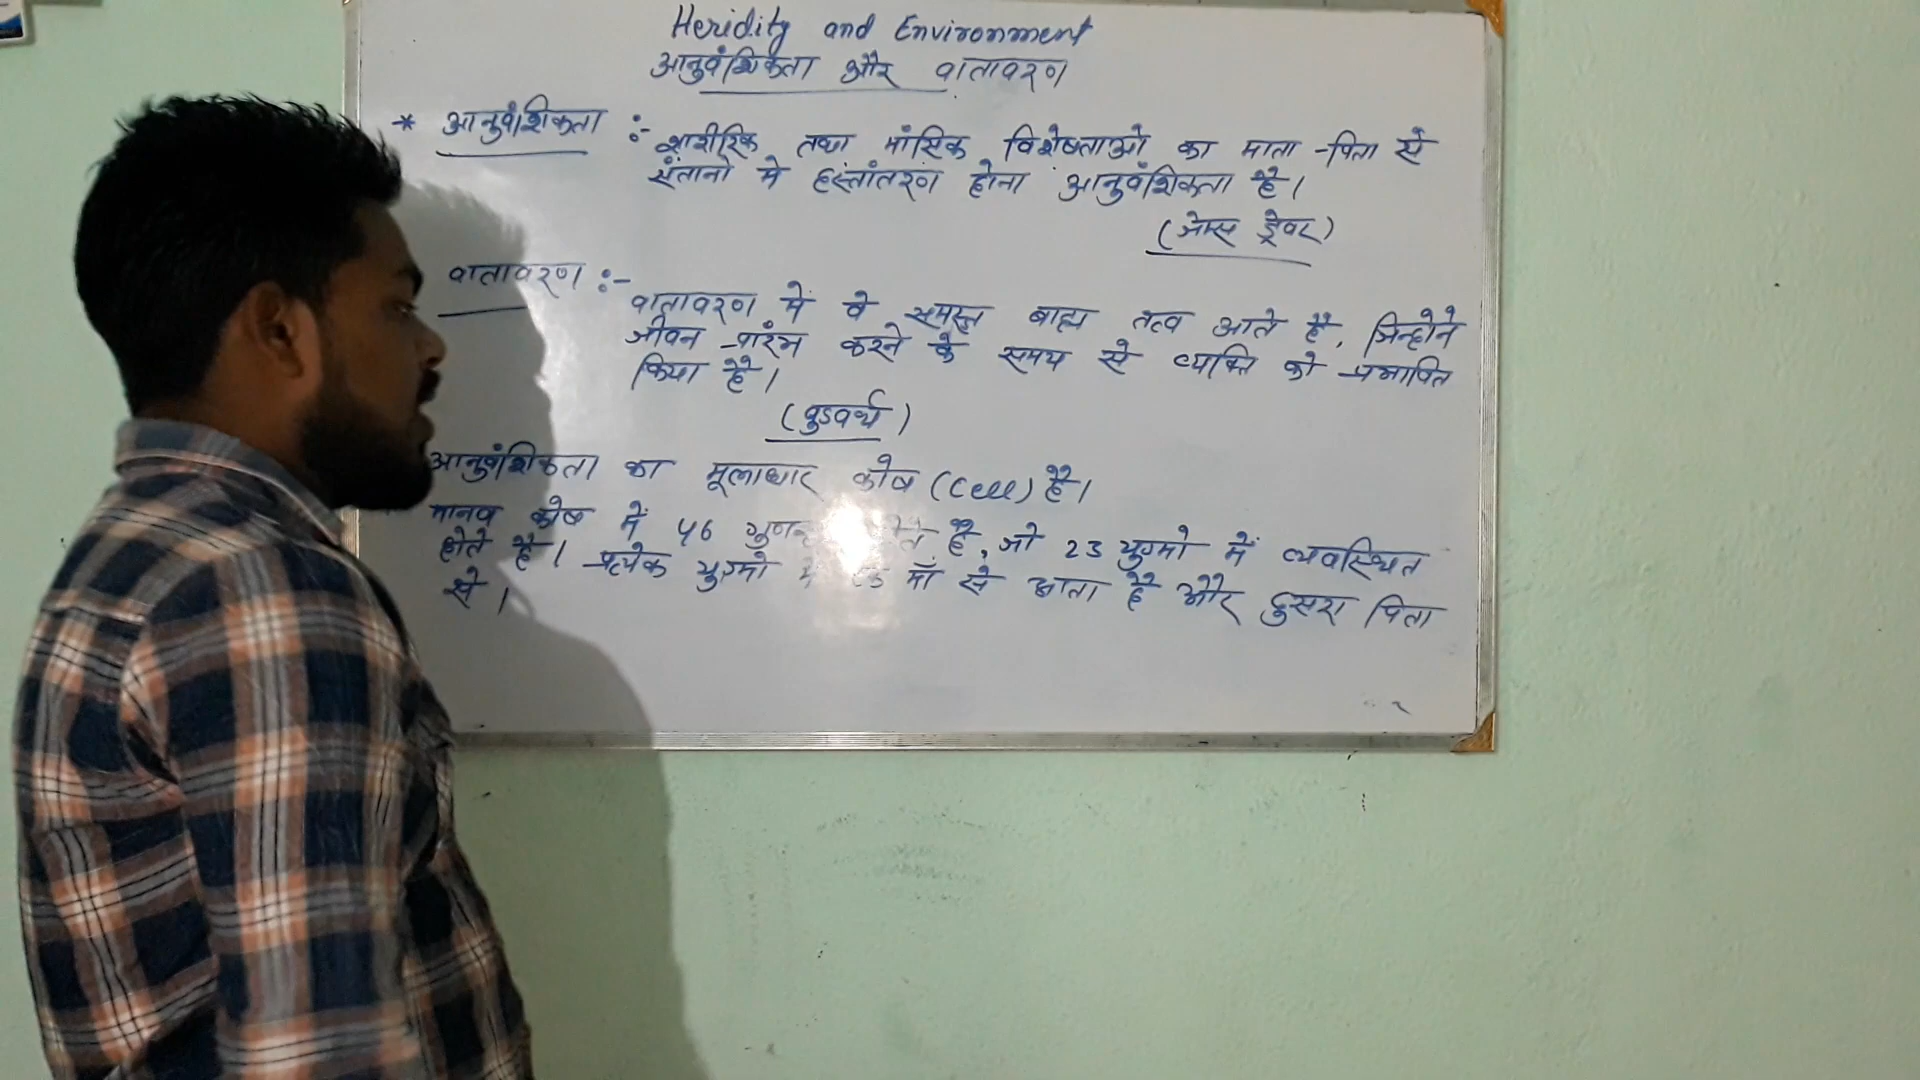 Heridity and Environment
आनुवंशिकता और वातावरण
* आनुवंशिकता :- शारीरिक तथा मांसिक विशेषताओं का माता-पिता से
संतानों मे हस्तांतरण होना आनुवंशिकता है।
(जेम्स ड्रेवर)
वातावरण :-
वातावरण में वे समस्त बाह्य तत्व आते है, जिन्होने
जीवन प्रारंभ करने के समय से व्यक्ति को प्रभावित
किया है।
(वुडवर्थ)
आनुवंशिकता का मूलाधार कोष (Cell) है।
मानव कोष में 46 है, जो 23 युग्मो में व्यवस्थित
होते है। प्रत्येक युग्मो माँ से आता है और दुसरा पिता
से।